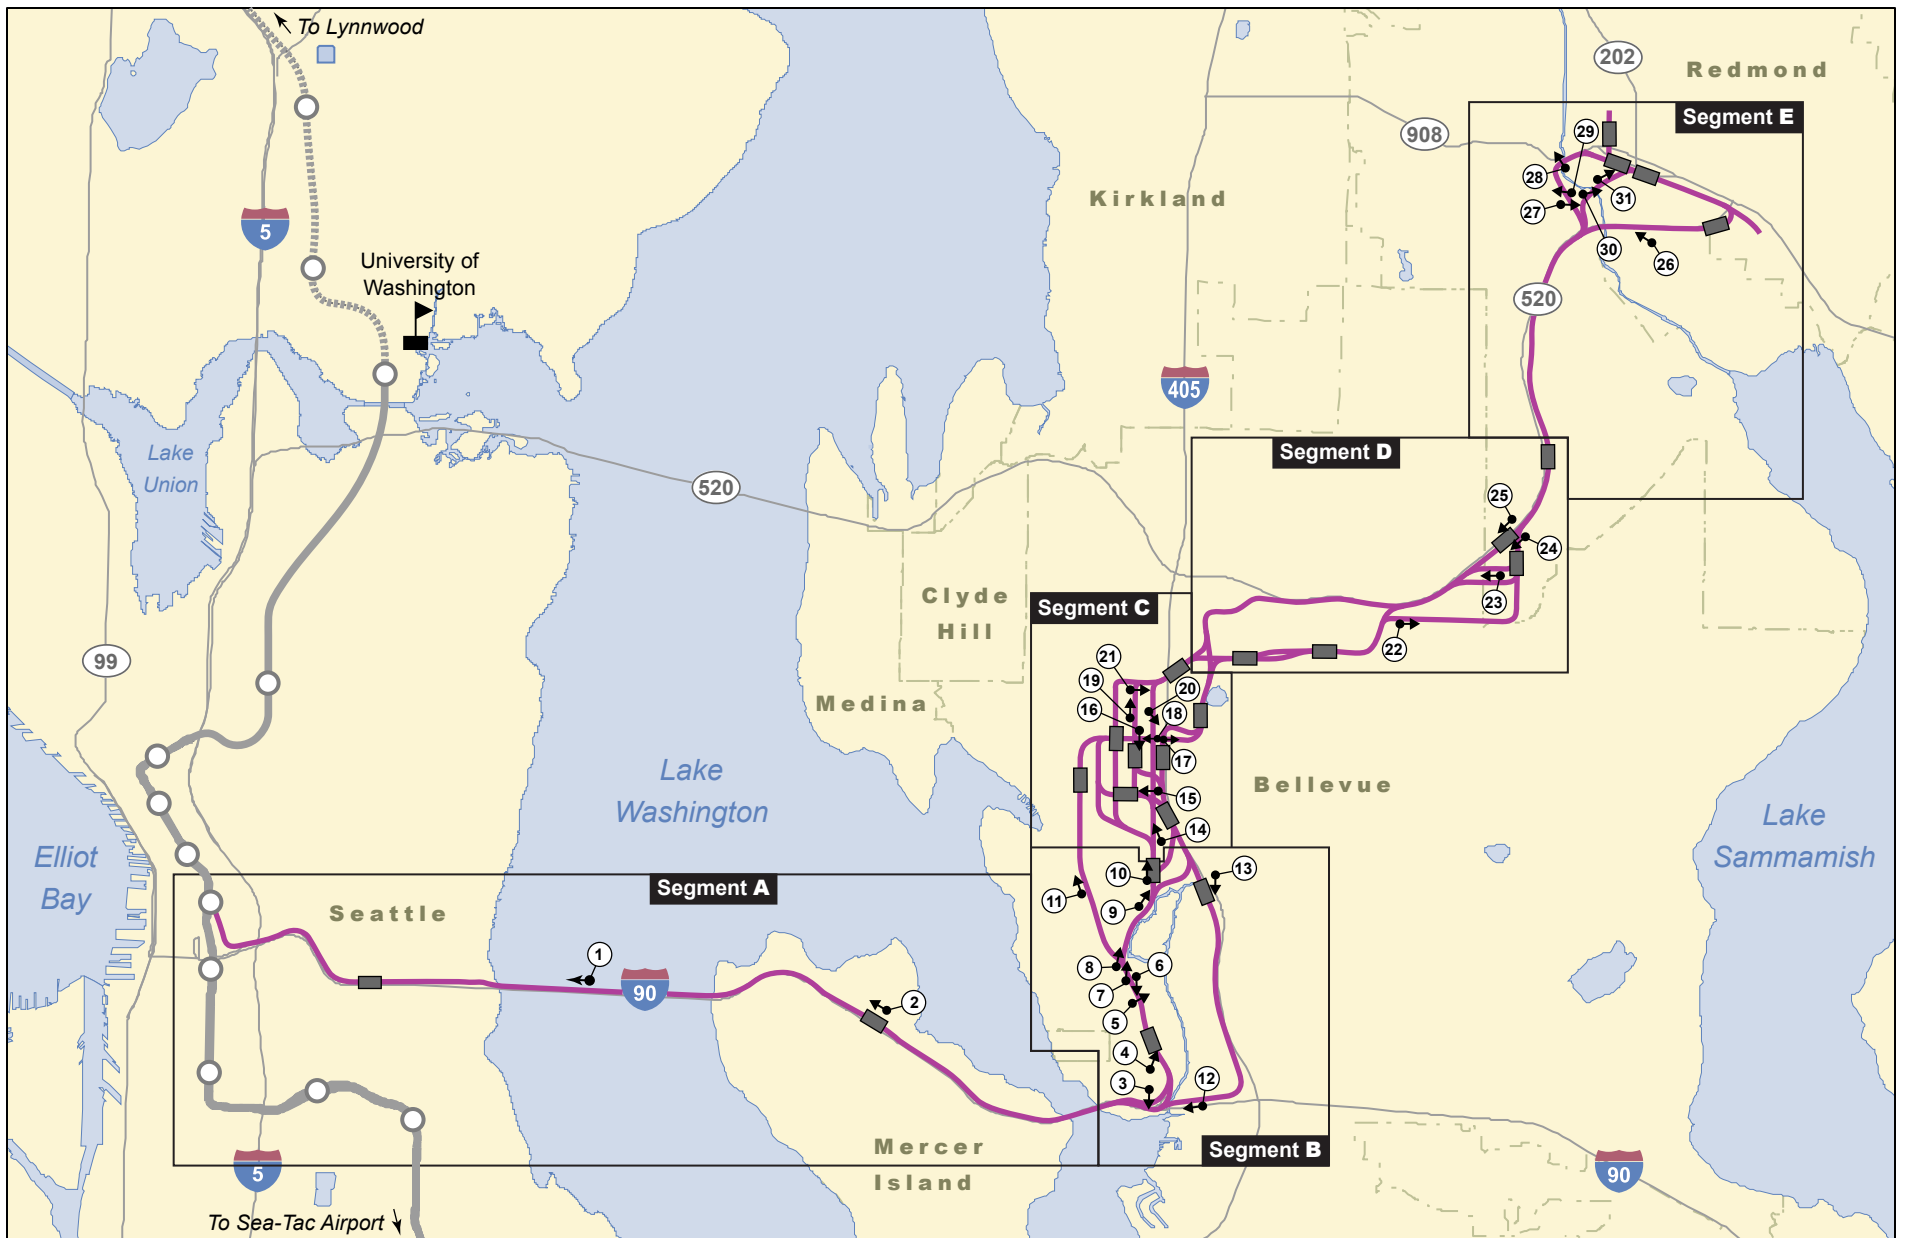 To Lynnwood
202
Redmond
Segment E
29
908
28
31
27
30
26
Kirkland
5
University of
Washington
520
405
Lake
Union
Segment D
520
25
24
23
22
Clyde
Hill
Segment C
99
21
19
20
16
18
17
15
14
Medina
Bellevue
Lake
Washington
Lake
Sammamish
Elliot
Bay
Segment A
Seattle
10
13
11
9
1
8
6
7
5
90
2
4
3
12
Mercer
Island
Segment B
5
90
To Sea-Tac Airport